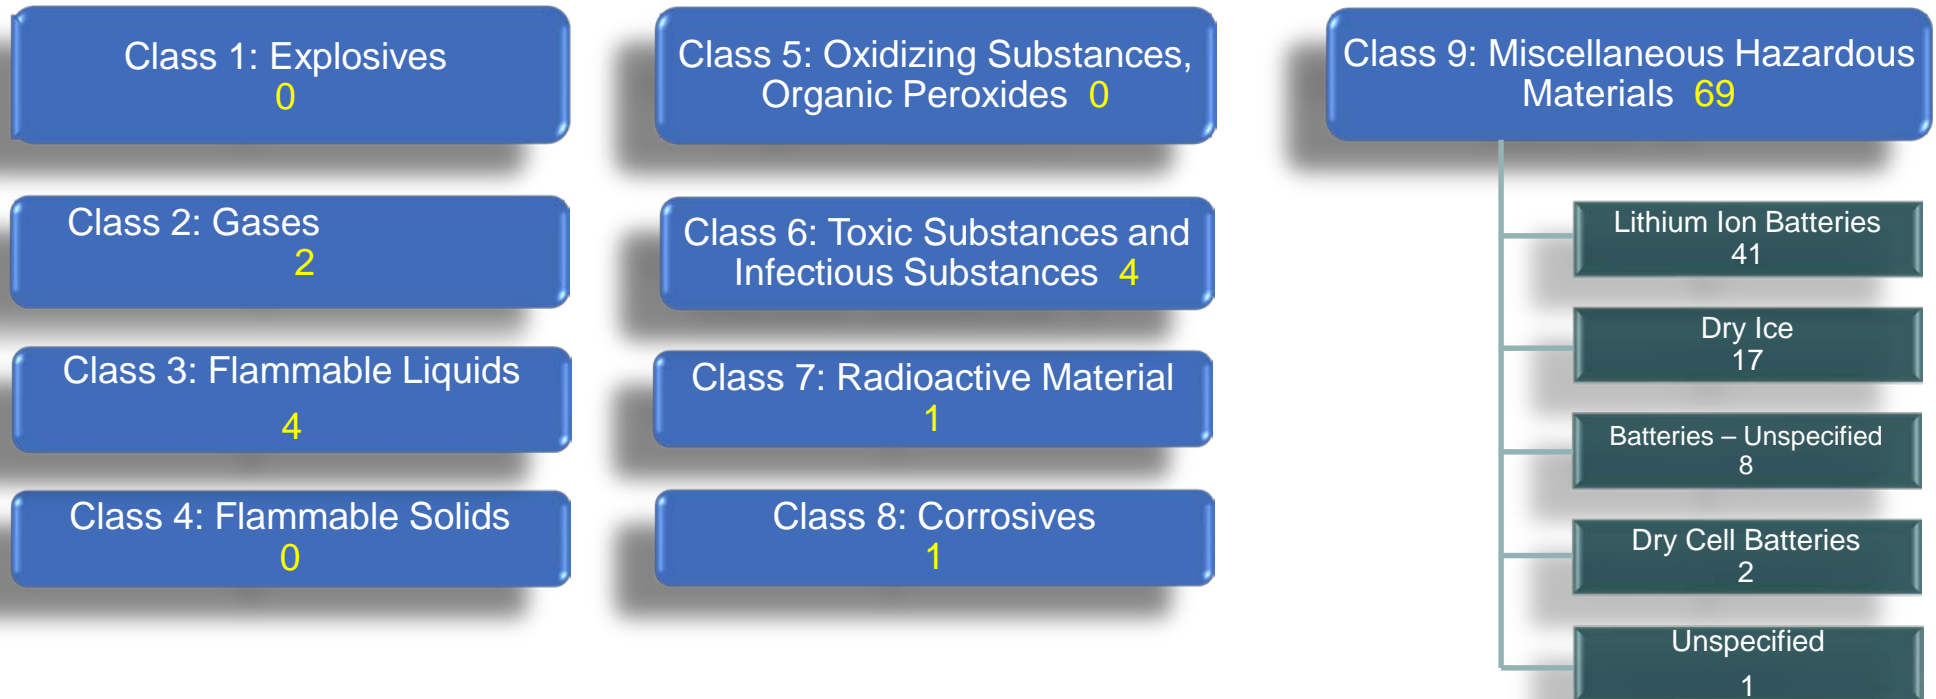 Class 1: Explosives
0
Class 2: Gases
2
Class 3: Flammable Liquids
4
Class 4: Flammable Solids
0
Class 5: Oxidizing Substances,
Organic Peroxides 0
Class 6: Toxic Substances and
Infectious Substances 4
Class 7: Radioactive Material
1
Class 8: Corrosives
1
Class 9: Miscellaneous Hazardous
Materials 69
Lithium Ion Batteries
41
Dry Ice
17
Batteries – Unspecified
8
Dry Cell Batteries
2
Unspecified
1